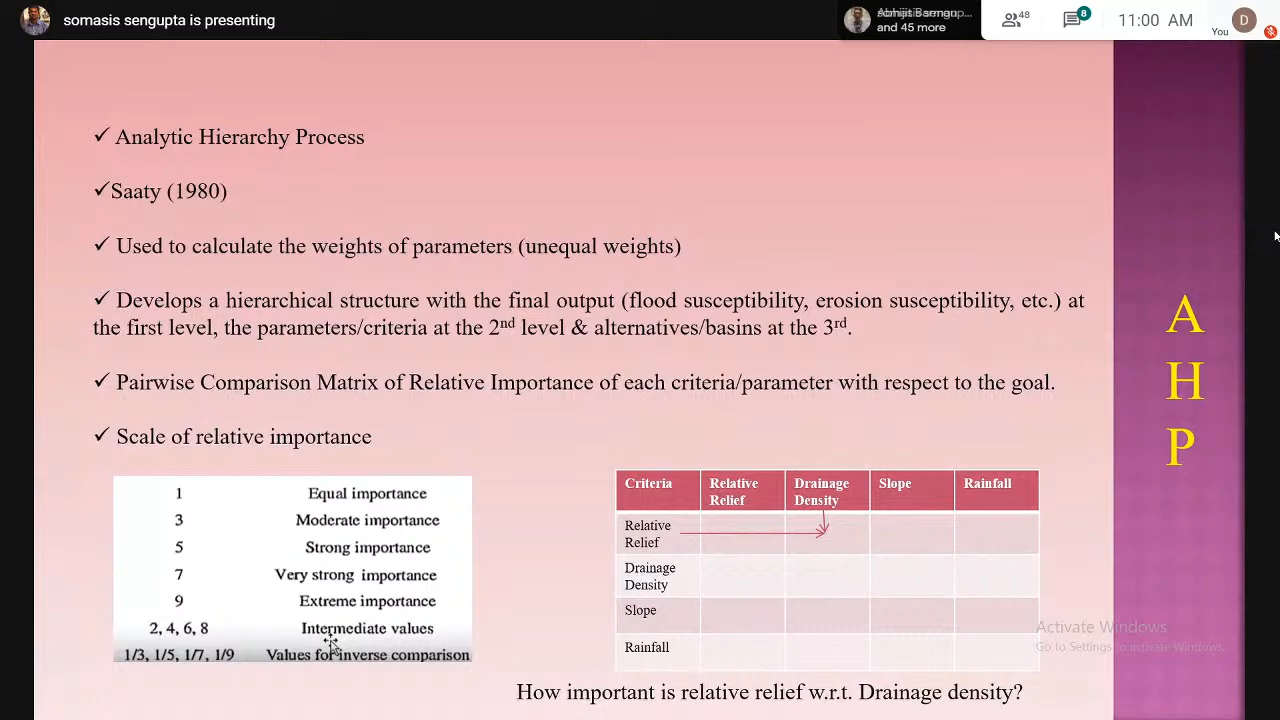 somasis sengupta is presenting
and 45 more
48
8
11:00 AM
You
D
✓ Analytic Hierarchy Process
✓Saaty (1980)
✓ Used to calculate the weights of parameters (unequal weights)
✓ Develops a hierarchical structure with the final output (flood susceptibility, erosion susceptibility, etc.) at
the first level, the parameters/criteria at the 2nd level & alternatives/basins at the 3rd.
✓ Pairwise Comparison Matrix of Relative Importance of each criteria/parameter with respect to the goal.
✓ Scale of relative importance
1 Equal importance
3 Moderate importance
5 Strong importance
7 Very strong importance
9 Extreme importance
2, 4, 6, 8 Intermediate values
1/3, 1/5, 1/7, 1/9 Values for inverse comparison
Criteria Relative Drainage Slope Rainfall
Relief Density
Relative
Relief
Drainage
Density
Slope
Rainfall
How important is relative relief w.r.t. Drainage density?
A
H
P
Activate Windows
Go to Settings to activate Windows.